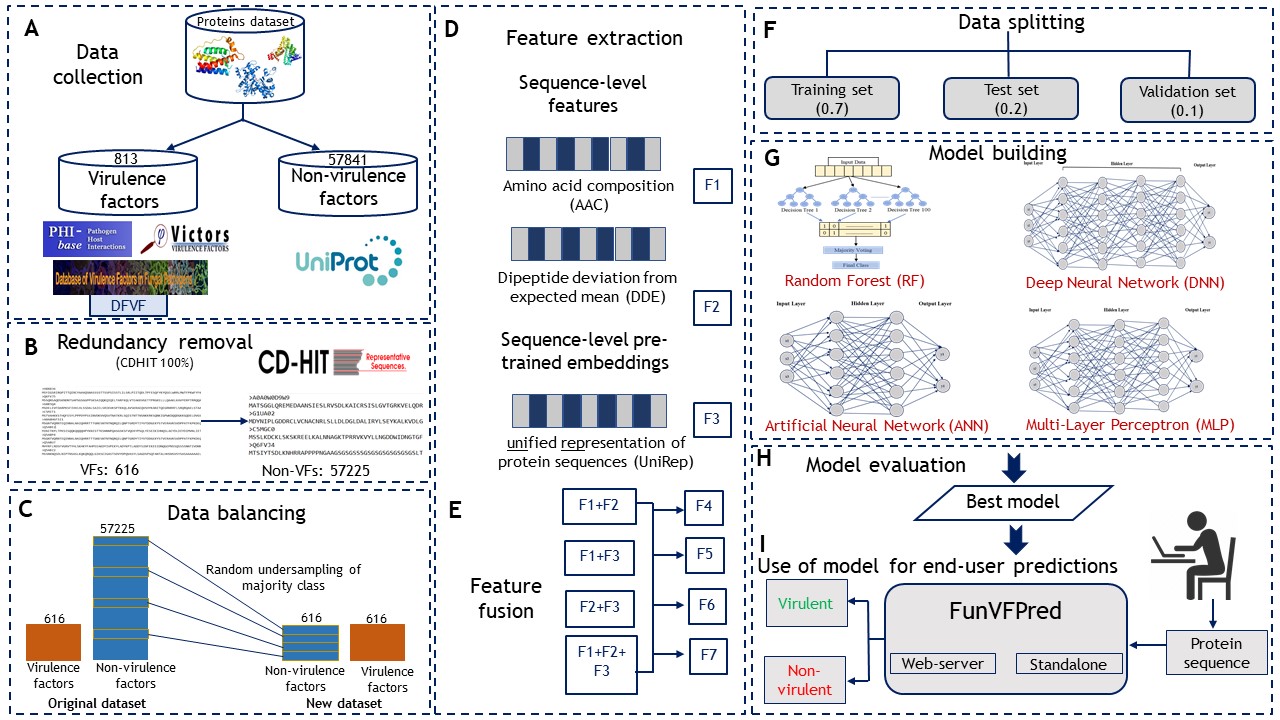 A
Data
collection
Proteins dataset
813
Virulence
factors
57841
Non-virulence
factors
PHI-
base
Pathogen
Host
Interactions
Victors
VIRULENCE FACTORS
Database of Virulence Factors in Fungal Pathogens
DFVF
UniProt
B
Redundancy removal
(CDHIT 100%)
CD-HIT
Representative
Sequences.
>A0A0W0D9W9
MATSGGLQREMEDAANSIESLRVSDLKAICRSISLGVTGRKVELQDR
>G1UA02
MDYNIPLGDDRCLVCNACNRLSLLDLDGLDALIRYLSEYKALKVDLG
>C5MGC0
MSSLKDCKLSKSKREELKALNNAGKTPRRVKVYLLNGDDWIDNGTGF
>Q6FVJ4
VFs: 616
Non-VFs: 57225
C
Data balancing
57225
Random undersampling of
majority class
616
616
616
Virulence
factors
Non-virulence
factors
Non-virulence
factors
Virulence
factors
Original dataset
New dataset
D
Feature extraction
Sequence-level
features
Amino acid composition
(AAC)
F1
Dipeptide deviation from
expected mean (DDE)
F2
Sequence-level pre-
trained embeddings
F3
unified representation of
protein sequences (UniRep)
E
Feature
fusion
F1+F2
F4
F1+F3
F5
F2+F3
F6
F1+F2+
F3
F7
F
Data splitting
Training set
(0.7)
Test set
(0.2)
Validation set
(0.1)
G
Model building
Input Data
Decision Tree 1
Decision Tree 2
Decision Tree 100
1 0 1
0 1 0
Majority Voting
Final Class
Random Forest (RF)
Input Layer
Hidden Layer
Output Layer
Deep Neural Network (DNN)
Input Layer
Hidden Layer
Output Layer
Artificial Neural Network (ANN)
Input Layer
Hidden Layer
Output Layer
Multi-Layer Perceptron (MLP)
H
Model evaluation
Best model
I
Use of model for end-user predictions
Virulent
Non-
virulent
FunVFPred
Web-server
Standalone
Protein
sequence